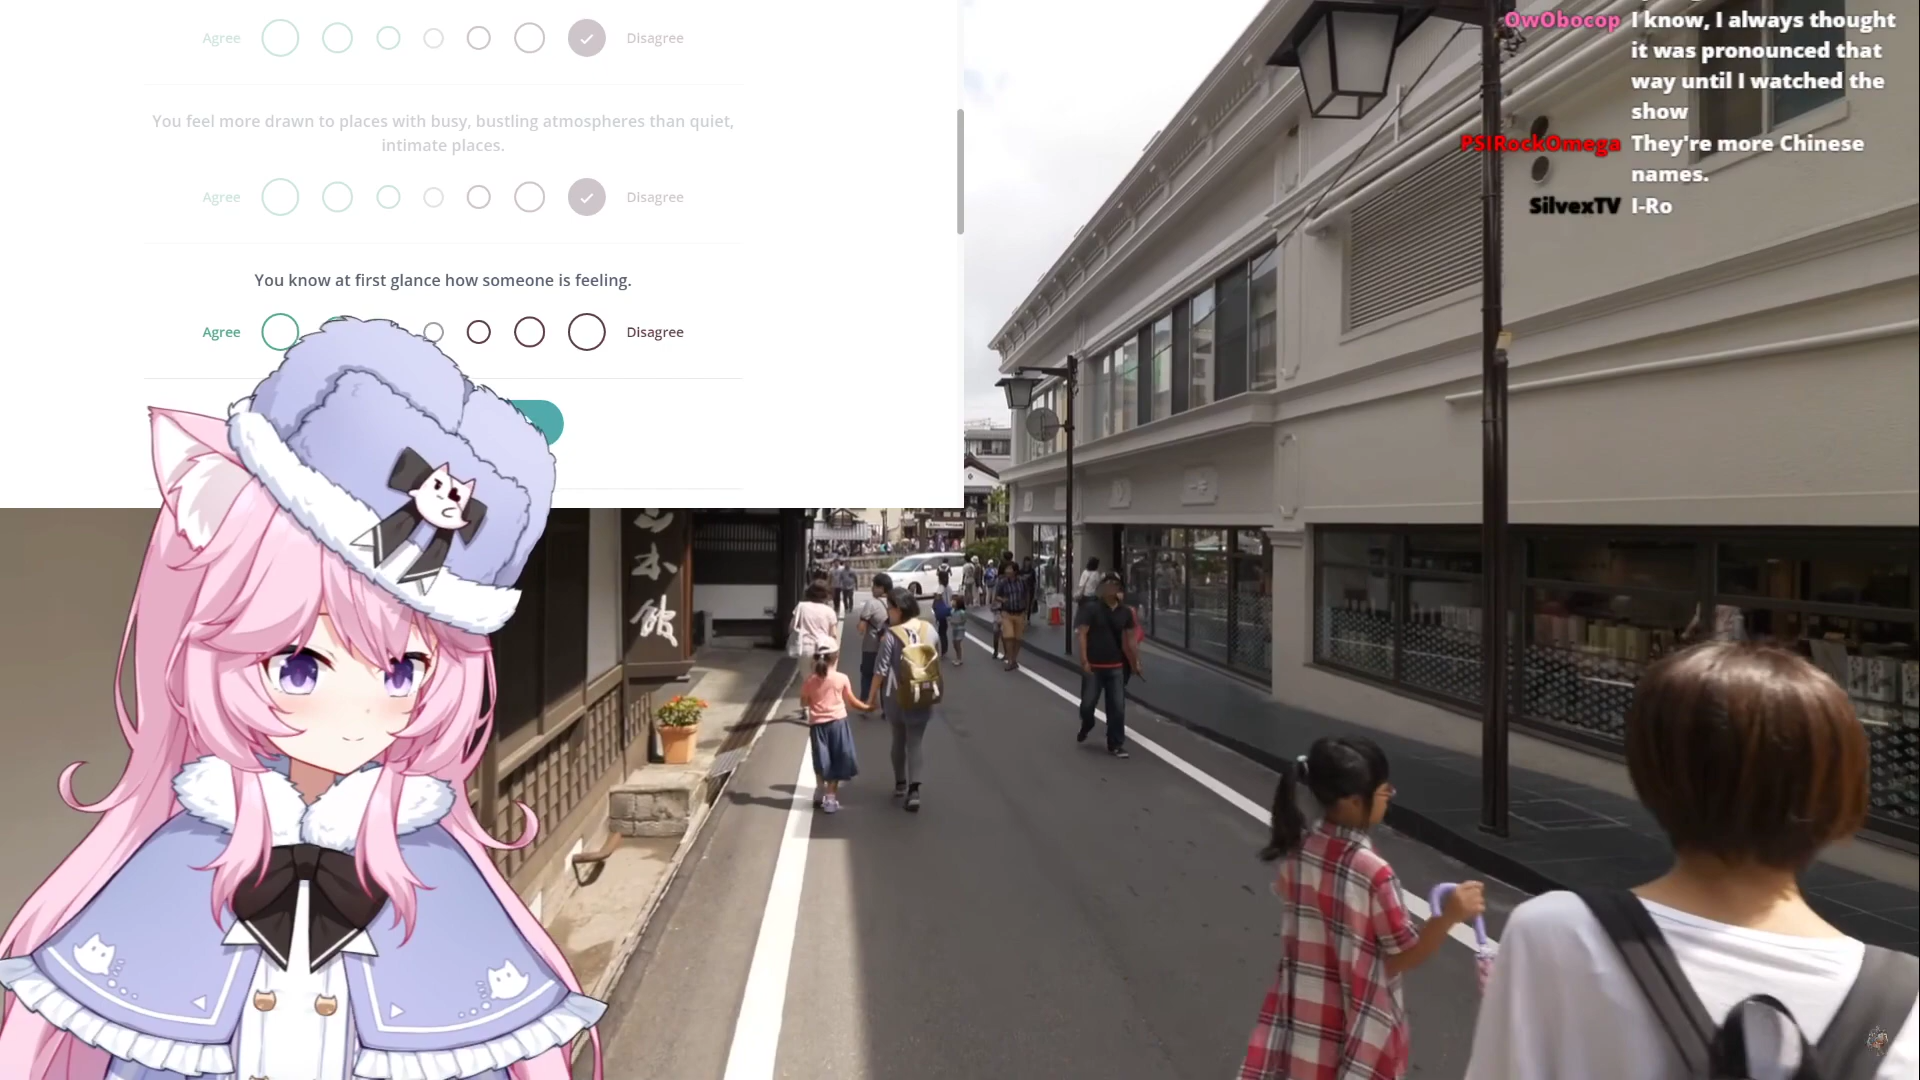 Agree Disagree
You feel more drawn to places with busy, bustling atmospheres than quiet,
intimate places.
Agree Disagree
You know at first glance how someone is feeling.
Agree Disagree
OwObocop I know, I always thought
it was pronounced that
way until I watched the
show
PSIRockOmega They're more Chinese
names.
SilvexTV I-Ro
本
館